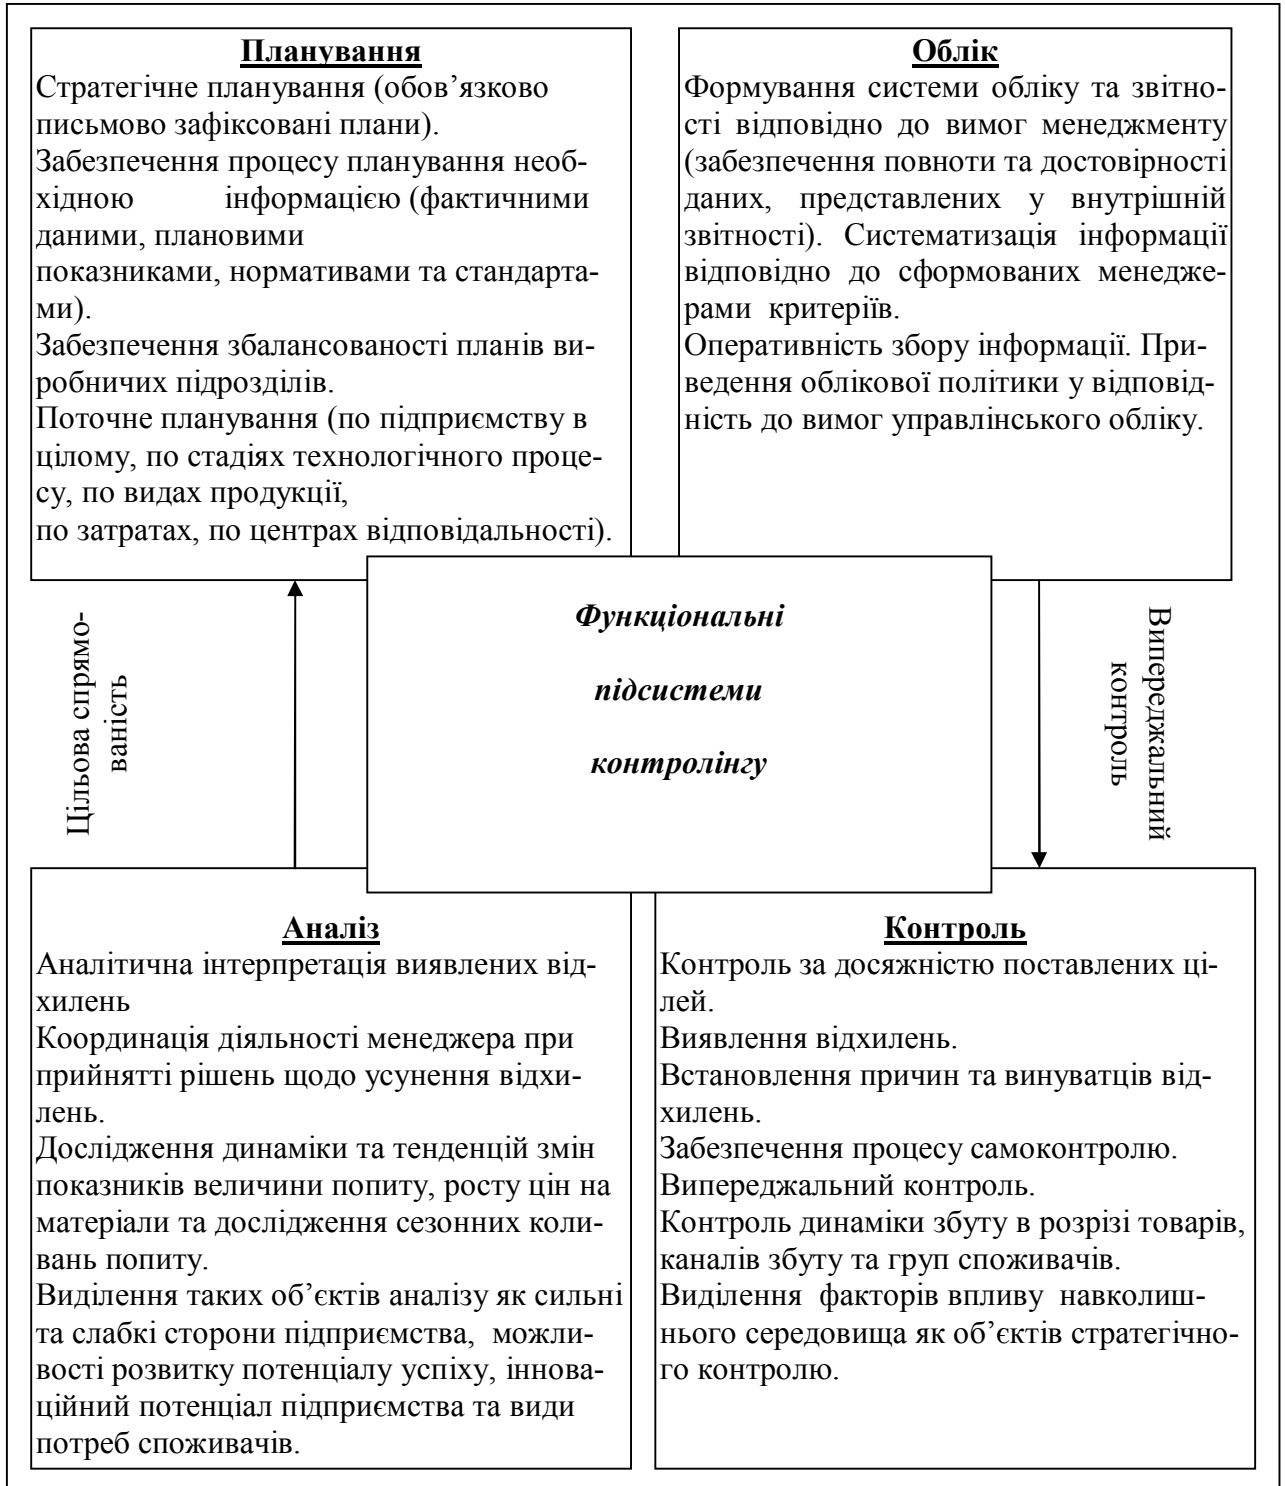 Планування
Стратегічне планування (обов’язково
письмово зафіксовані плани).
Забезпечення процесу планування необ-
хідною інформацією (фактичними
даними, плановими
показниками, нормативами та стандарта-
ми).
Забезпечення збалансованості планів ви-
робничих підрозділів.
Поточне планування (по підприємству в
цілому, по стадіях технологічного проце-
су, по видах продукції,
по затратах, по центрах відповідальності).
Облік
Формування системи обліку та звітно-
сті відповідно до вимог менеджменту
(забезпечення повноти та достовірності
даних, представлених у внутрішній
звітності). Систематизація інформації
відповідно до сформованих менедже-
рами критеріїв.
Оперативність збору інформації. При-
ведення облікової політики у відповід-
ність до вимог управлінського обліку.
Цільова спрямо-
ваність
Функціональні
підсистеми
контролінгу
Випереджальний
контроль
Аналіз
Аналітична інтерпретація виявлених від-
хилень
Координація діяльності менеджера при
прийнятті рішень щодо усунення відхи-
лень.
Дослідження динаміки та тенденцій змін
показників величини попиту, росту цін на
матеріали та дослідження сезонних коли-
вань попиту.
Виділення таких об’єктів аналізу як сильні
та слабкі сторони підприємства, можли-
вості розвитку потенціалу успіху, іннова-
ційний потенціал підприємства та види
потреб споживачів.
Контроль
Контроль за досяжністю поставлених ці-
лей.
Виявлення відхилень.
Встановлення причин та винуватців від-
хилень.
Забезпечення процесу самоконтролю.
Випереджальний контроль.
Контроль динаміки збуту в розрізі товарів,
каналів збуту та груп споживачів.
Виділення факторів впливу навколиш-
нього середовища як об’єктів стратегічно-
го контролю.